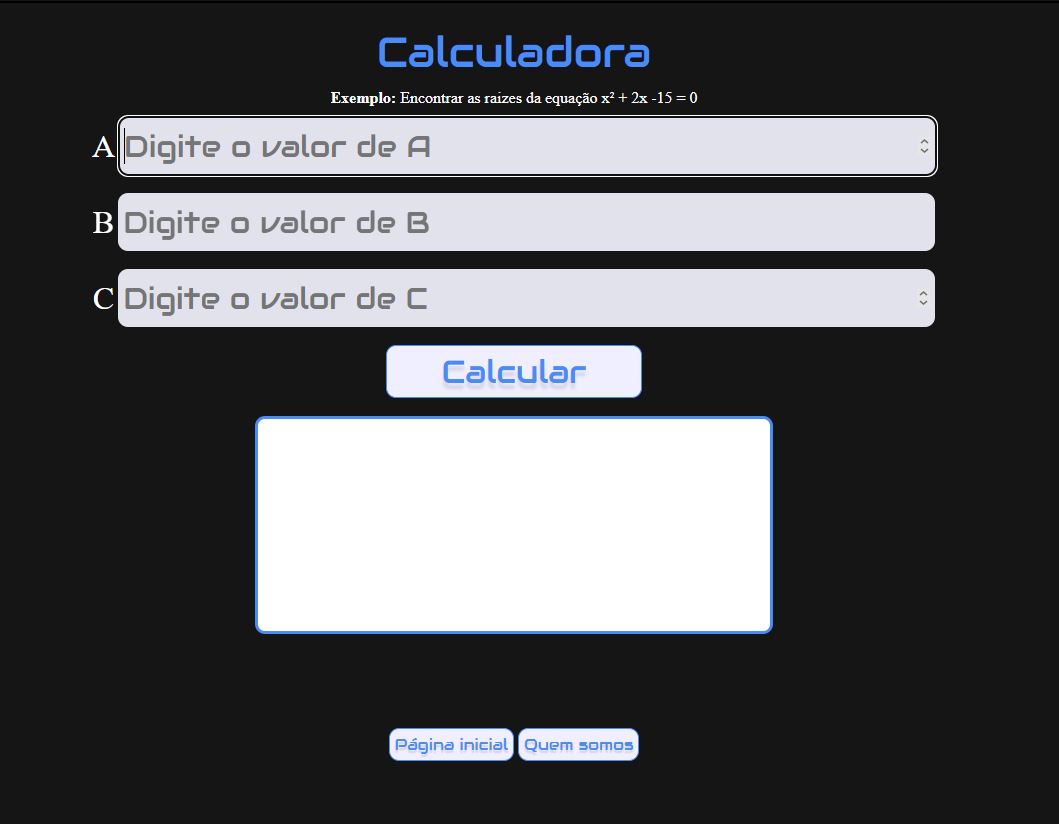 Calculadora
Exemplo: Encontrar as raizes da equação x² + 2x -15 = 0
A Digite o valor de A
B Digite o valor de B
C Digite o valor de C
Calcular
Página inicial Quem somos